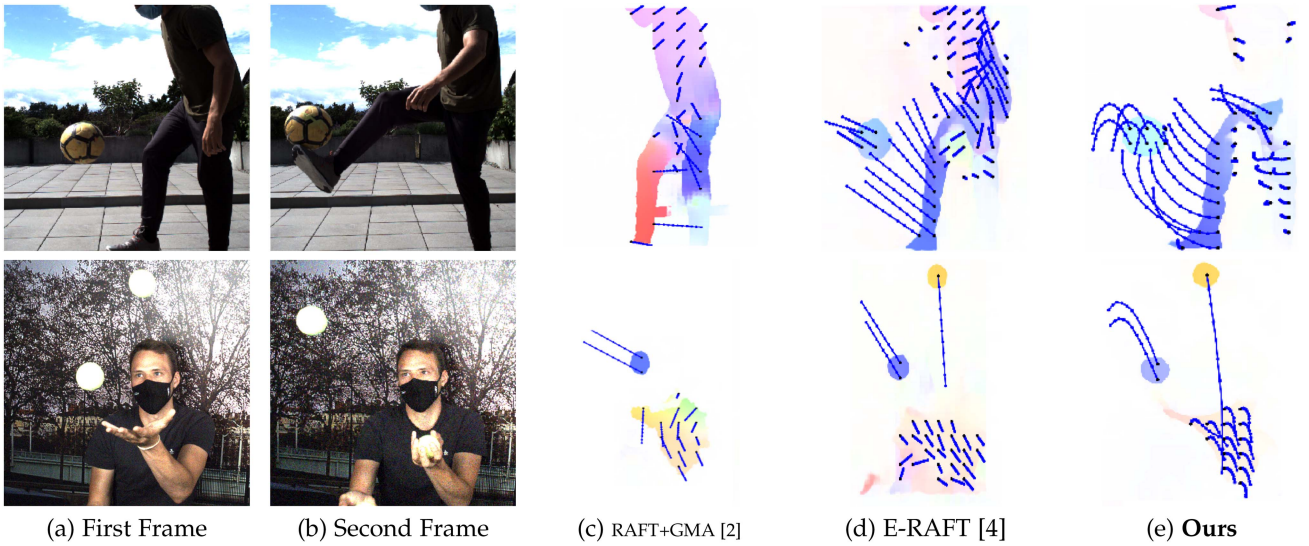 (a) First Frame
(b) Second Frame
(c) RAFT+GMA [2]
(d) E-RAFT [4]
(e) Ours